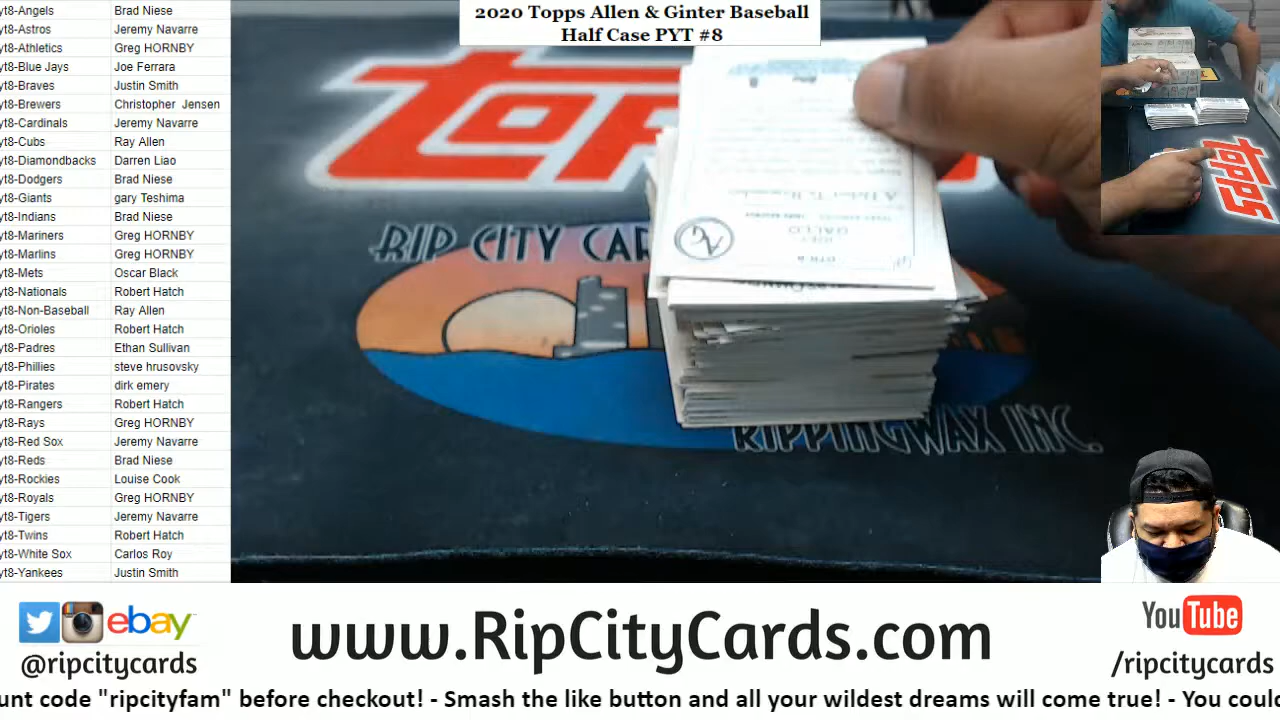 2020 Topps Allen & Ginter Baseball
Half Case PYT #8
yt8-Angels Brad Niese
yt8-Astros Jeremy Navarre
yt8-Athletics Greg HORNBY
yt8-Blue Jays Joe Ferrara
yt8-Braves Justin Smith
yt8-Brewers Christopher Jensen
yt8-Cardinals Jeremy Navarre
yt8-Cubs Ray Allen
yt8-Diamondbacks Darren Liao
yt8-Dodgers Brad Niese
yt8-Giants gary Teshima
yt8-Indians Brad Niese
yt8-Mariners Greg HORNBY
yt8-Marlins Greg HORNBY
yt8-Mets Oscar Black
yt8-Nationals Robert Hatch
yt8-Non-Baseball Ray Allen
yt8-Orioles Robert Hatch
yt8-Padres Ethan Sullivan
yt8-Phillies steve hrusovsky
yt8-Pirates dirk emery
yt8-Rangers Robert Hatch
yt8-Rays Greg HORNBY
yt8-Red Sox Jeremy Navarre
yt8-Reds Brad Niese
yt8-Rockies Louise Cook
yt8-Royals Greg HORNBY
yt8-Tigers Jeremy Navarre
yt8-Twins Robert Hatch
yt8-White Sox Carlos Roy
yt8-Yankees Justin Smith
RIP CITY CAR
RIPPINGWAX INC.
AG
GALLO
topps
ebay
@ripcitycards
www.RipCityCards.com
YouTube
/ripcitycards
unt code "ripcityfam" before checkout! - Smash the like button and all your wildest dreams will come true! - You could